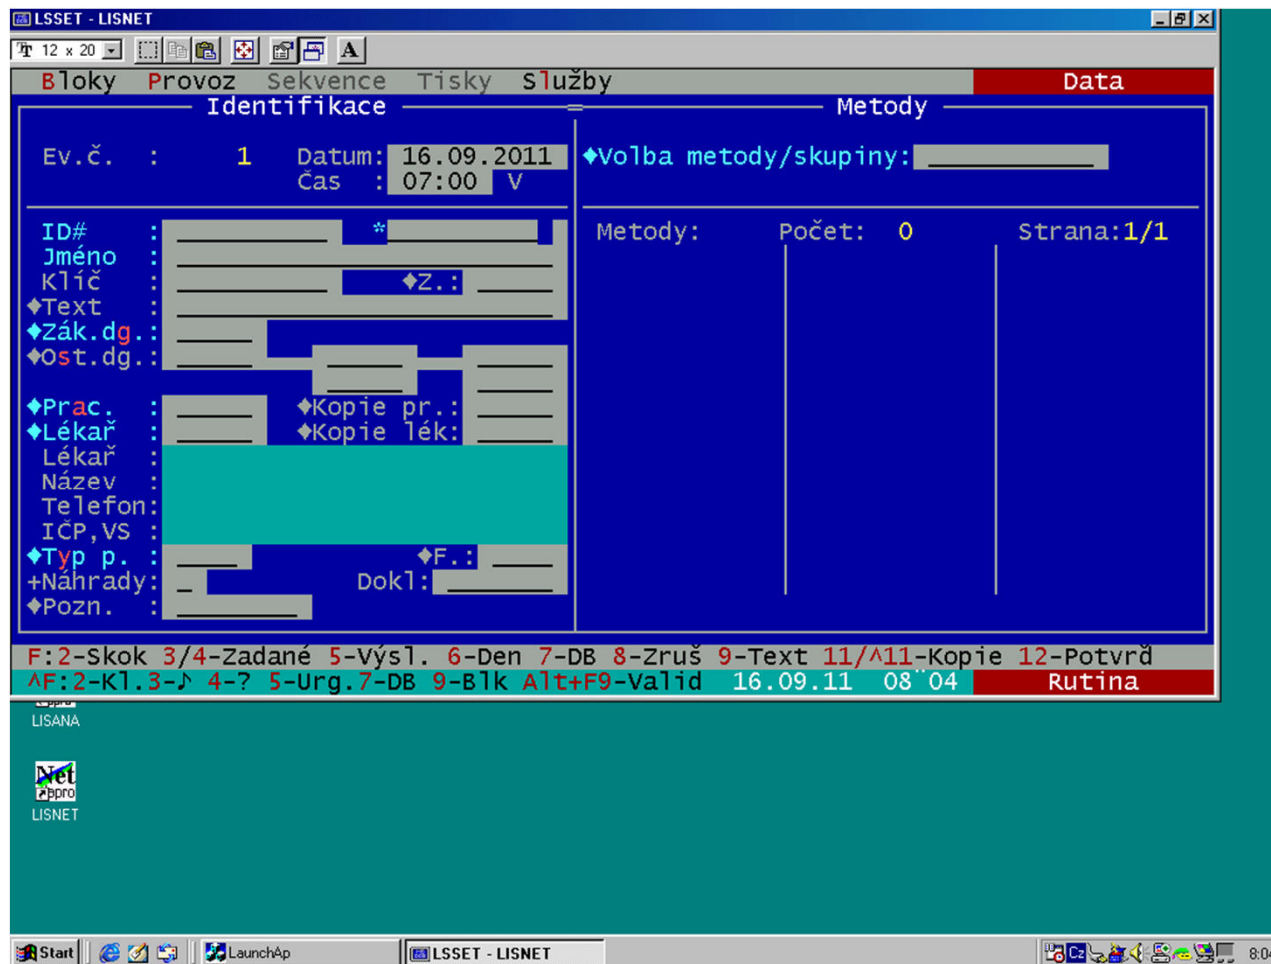 LSSET - LISNET
12 x 20
A
Bloky Provoz Sekvence Tisky Služby Data
Identifikace Metody
Ev.č. : 1 Datum: 16.09.2011 ♦Volba metody/skupiny:
Čas : 07:00 V
ID# : * Metody: Počet: 0 Strana:1/1
Jméno :
Klíč : ♦Z.:
♦Text :
♦Zák.dg.:
♦Ost.dg.:
♦Prac. : ♦Kopie pr.:
♦Lékař : ♦Kopie lék:
Lékař :
Název :
Telefon:
IČP,VS :
♦Typ p. : ♦F.:
+Náhrady: Dokl:
♦Pozn. :
F:2-Skok 3/4-Zadané 5-Výsl. 6-Den 7-DB 8-Zruš 9-Text 11/^11-Kopie 12-Potvrď
^F:2-Kl.3-♪ 4-? 5-Urg.7-DB 9-Blk Alt+F9-Valid 16.09.11 08¨04 Rutina
LISANA
Net
ppro
LISNET
Start LaunchAp LSSET - LISNET Cz 8:04